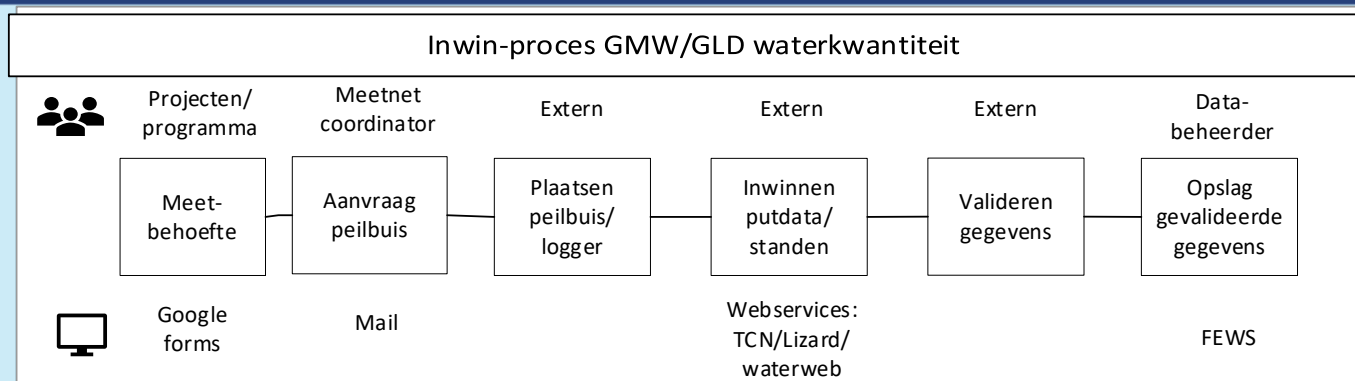 Inwin-proces GMW/GLD waterkwantiteit
Projecten/
programma
Meetnet
coordinator
Extern
Extern
Extern
Data-
beheerder
Meet-
behoefte
Aanvraag
peilbuis
Plaatsen
peilbuis/
logger
Inwinnen
putdata/
standen
Valideren
gegevens
Opslag
gevalideerde
gegevens
Google
forms
Mail
Webservices:
TCN/Lizard/
waterweb
FEWS